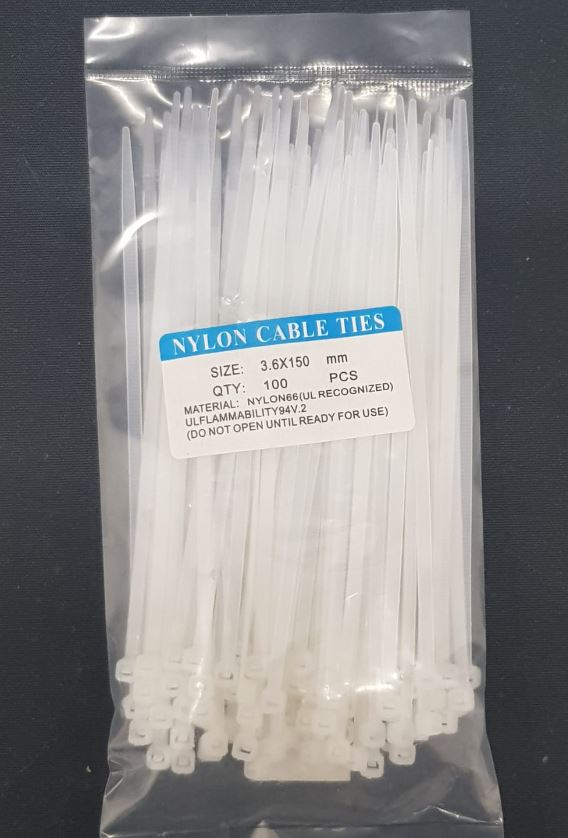 NYLON CABLE TIES
SIZE: 3.6X150 mm
QTY: 100 PCS
MATERIAL: NYLON66(UL RECOGNIZED)
ULFLAMMABILITY94V.2
(DO NOT OPEN UNTIL READY FOR USE)